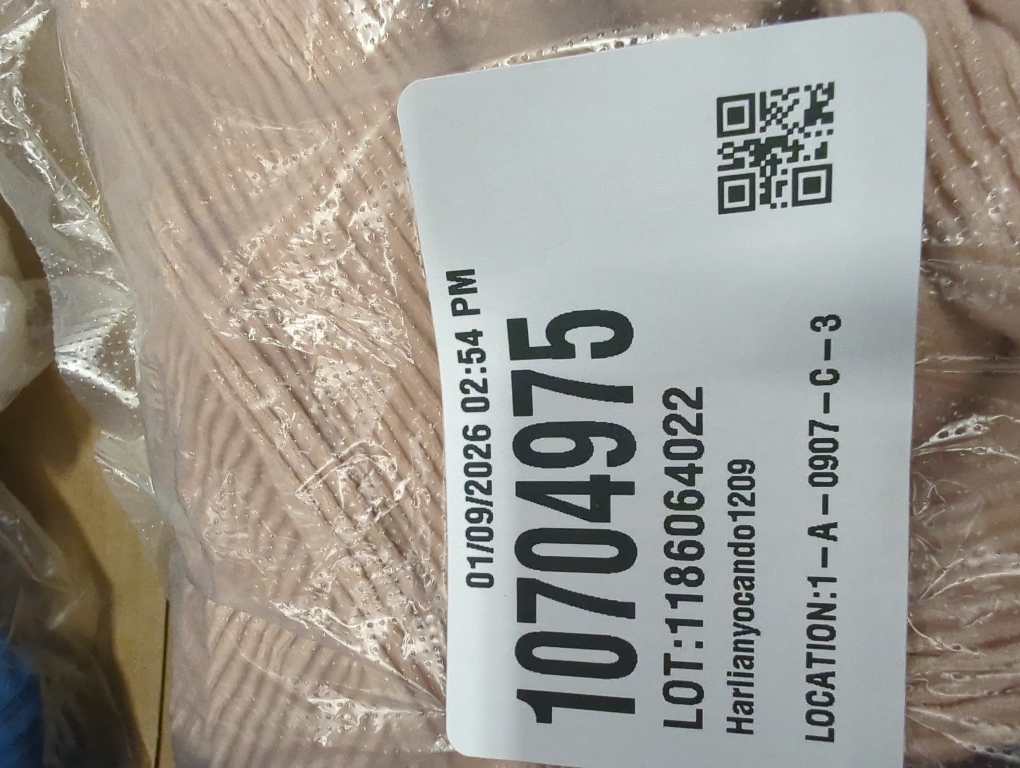 01/09/2026 02:54 PM
10704975
LOT:1186064022
Harlianyocando1209
LOCATION:1-A-0907-C-3